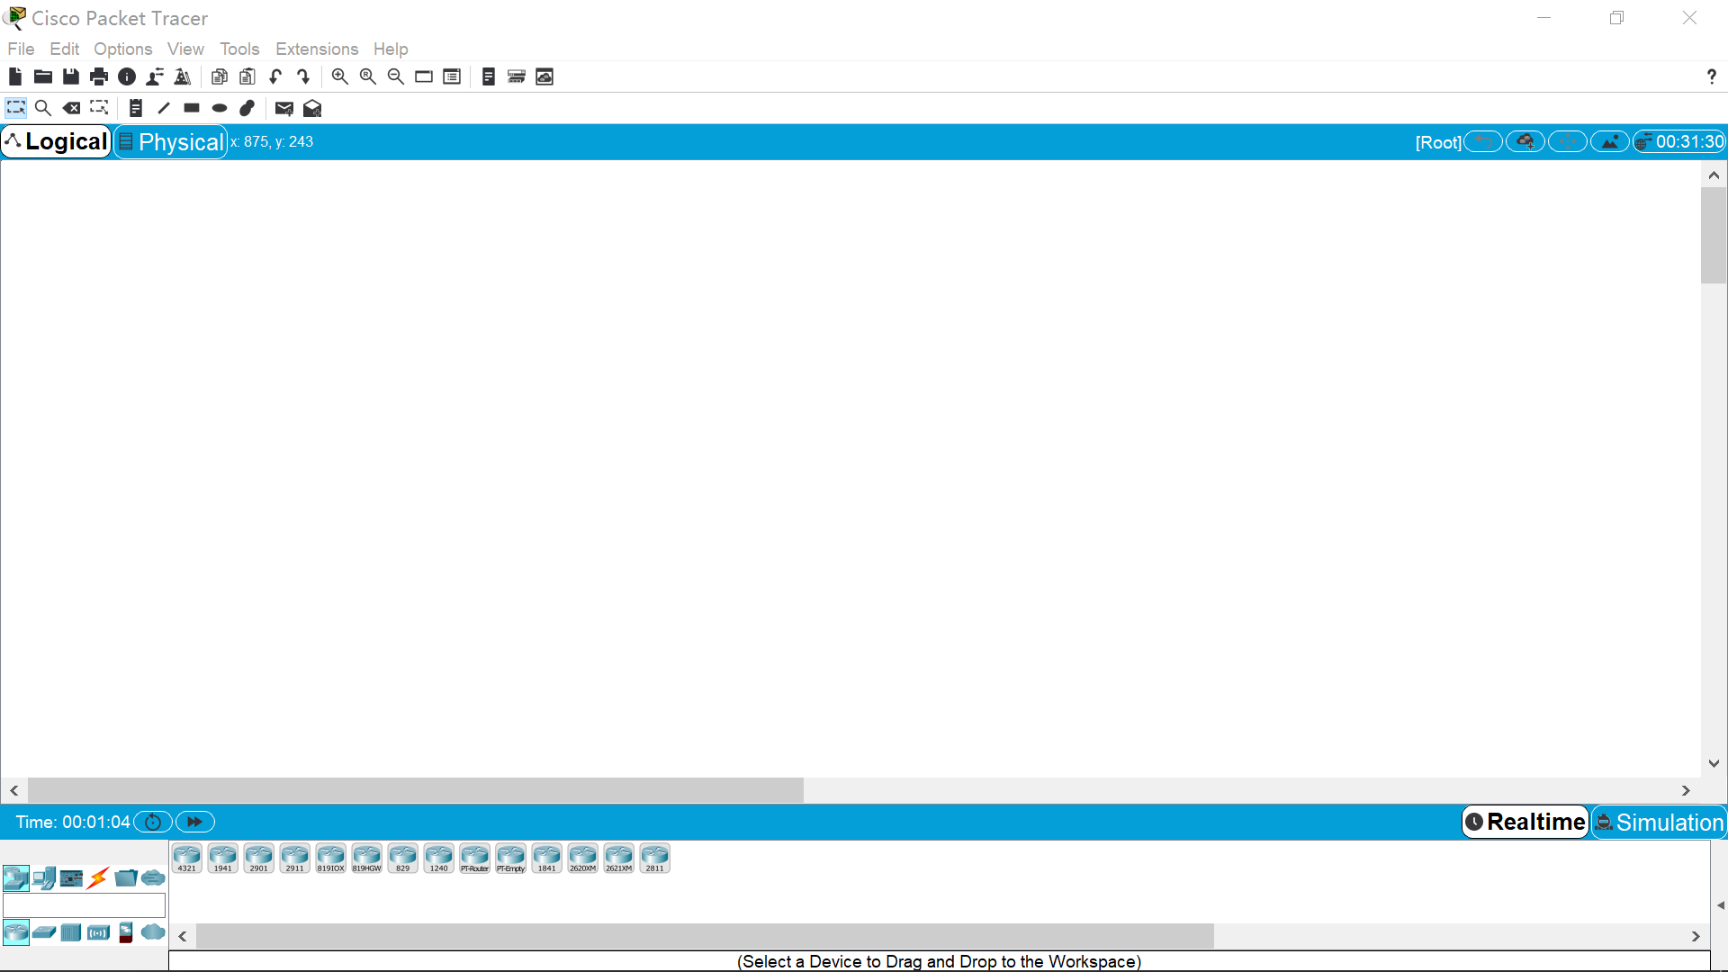 Cisco Packet Tracer
File Edit Options View Tools Extensions Help
?
Logical Physical x: 875, y: 243 [Root] 00:31:30
Time: 00:01:04 Realtime Simulation
4321 1941 2901 2911 819IOX 819HGW 829 1240 PT-Router PT-Empty 1841 2620XM 2621XM 2811
(Select a Device to Drag and Drop to the Workspace)